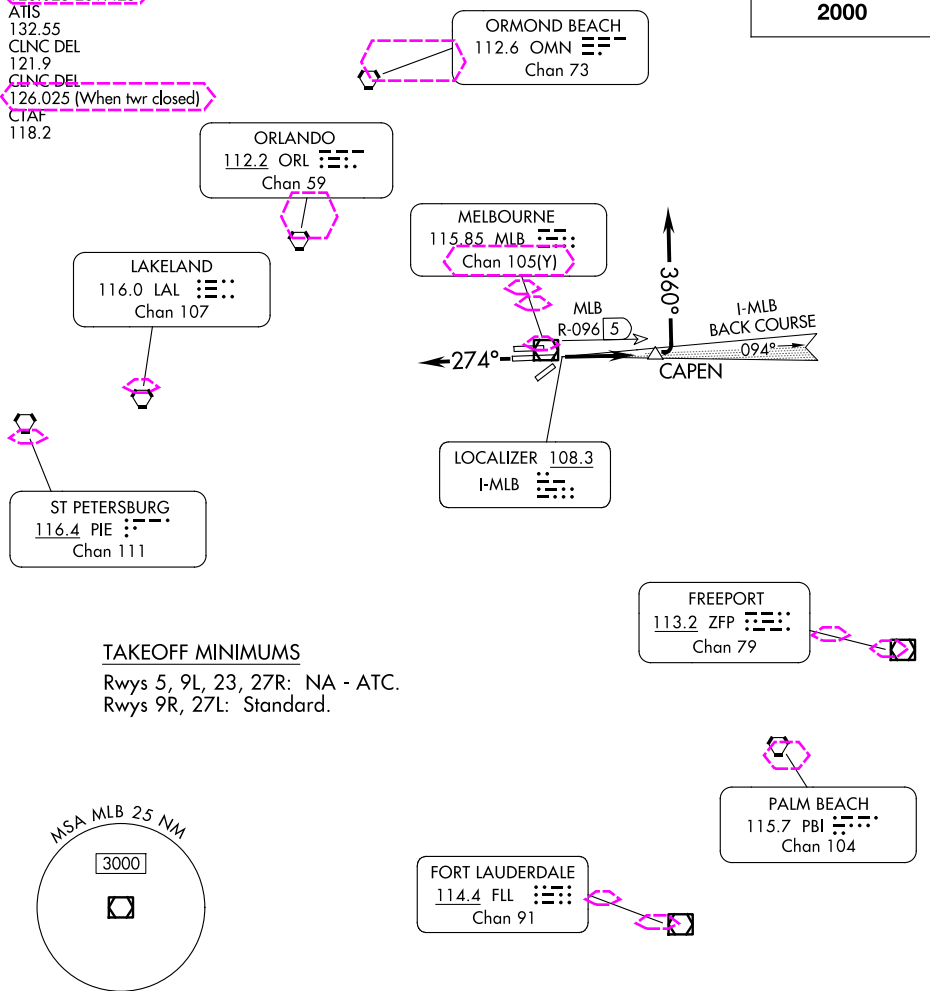 ATIS
132.55
CLNC DEL
121.9
CLNC DEL
126.025 (When twr closed)
CTAF
118.2
2000
ORMOND BEACH
112.6 OMN
Chan 73
ORLANDO
112.2 ORL
Chan 59
MELBOURNE
115.85 MLB
Chan 105(Y)
LAKELAND
116.0 LAL
Chan 107
MLB
R-096 5
360°
I-MLB
BACK COURSE
094°
274°
CAPEN
LOCALIZER 108.3
I-MLB
ST PETERSBURG
116.4 PIE
Chan 111
FREEPORT
113.2 ZFP
Chan 79
TAKEOFF MINIMUMS
Rwys 5, 9L, 23, 27R: NA - ATC.
Rwys 9R, 27L: Standard.
PALM BEACH
115.7 PBI
Chan 104
MSA MLB 25 NM
3000
FORT LAUDERDALE
114.4 FLL
Chan 91